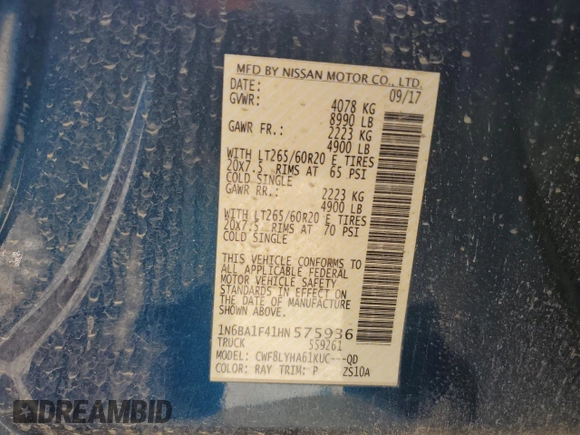 MFD BY NISSAN MOTOR CO., LTD.
DATE: 09/17
GVWR: 4078 KG
8990 LB
GAWR FR.: 2223 KG
4900 LB
WITH LT265/60R20 E TIRES
20X7.5 RIMS AT 65 PSI
COLD SINGLE
GAWR RR.: 2223 KG
4900 LB
WITH LT265/60R20 E TIRES
20X7.5 RIMS AT 70 PSI
COLD SINGLE
THIS VEHICLE CONFORMS TO
ALL APPLICABLE FEDERAL
MOTOR VEHICLE SAFETY
STANDARDS IN EFFECT ON
THE DATE OF MANUFACTURE
SHOWN ABOVE.
1N6BA1F41HN575936
TRUCK 559261
MODEL: CWF8LYHA61KUC---QD
COLOR: RAY TRIM: P ZS10A
DREAMBID